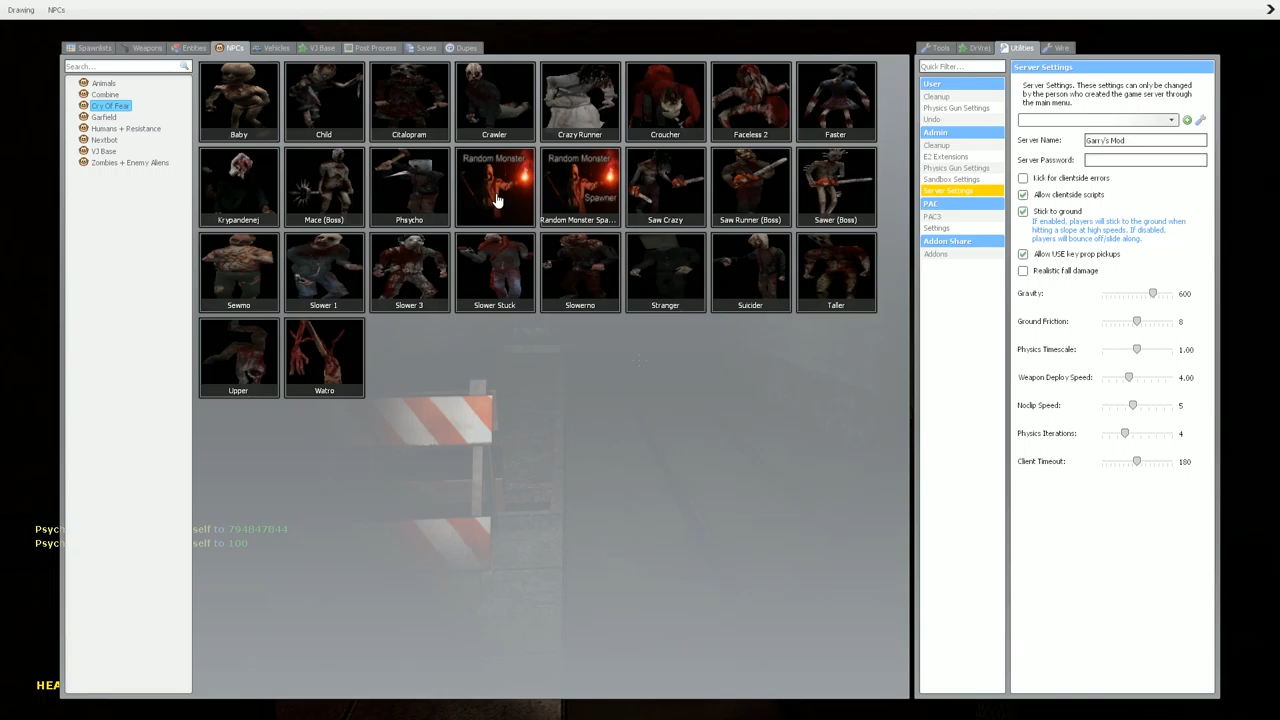 Drawing NPCs
Spawnlists Weapons Entities NPCs Vehicles VJ Base Post Process Saves Dupes
Search...
Animals
Combine
Cry Of Fear
Garfield
Humans + Resistance
Nextbot
VJ Base
Zombies + Enemy Aliens
Baby Child Citalopram Crawler Crazy Runner Croucher Faceless 2 Faster
Random Monster Random Monster
Spawner
Krypandenej Mace (Boss) Phsycho Random Monster Spa... Saw Crazy Saw Runner (Boss) Sawer (Boss)
Sewmo Slower 1 Slower 3 Slower Stuck Slowerno Stranger Suicider Taller
Upper Watro
Psych
self to 794847844
Psych
self to 100
HEA
Tools DrVrej Utilities Wire
Quick Filter...
User
Cleanup
Physics Gun Settings
Undo
Admin
Cleanup
E2 Extensions
Physics Gun Settings
Sandbox Settings
Server Settings
PAC
PAC3
Settings
Addon Share
Addons
Server Settings
Server Settings. These settings can only be changed
by the person who created the game server through
the main menu.
Server Name: Garry's Mod
Server Password:
Kick for clientside errors
Allow clientside scripts
Stick to ground
If enabled, players will stick to the ground when
hitting a slope at high speeds. If disabled,
players will bounce off/slide along.
Allow USE key prop pickups
Realistic fall damage
Gravity: 600
Ground Friction: 8
Physics Timescale: 1.00
Weapon Deploy Speed: 4.00
Noclip Speed: 5
Physics Iterations: 4
Client Timeout: 180